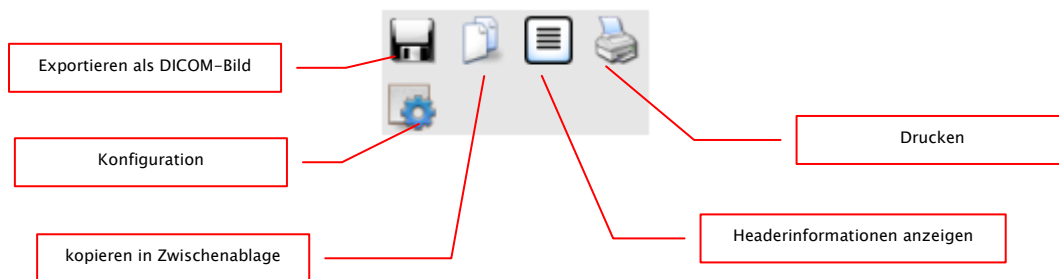 Exportieren als DICOM-Bild
Drucken
Konfiguration
Headerinformationen anzeigen
kopieren in Zwischenablage